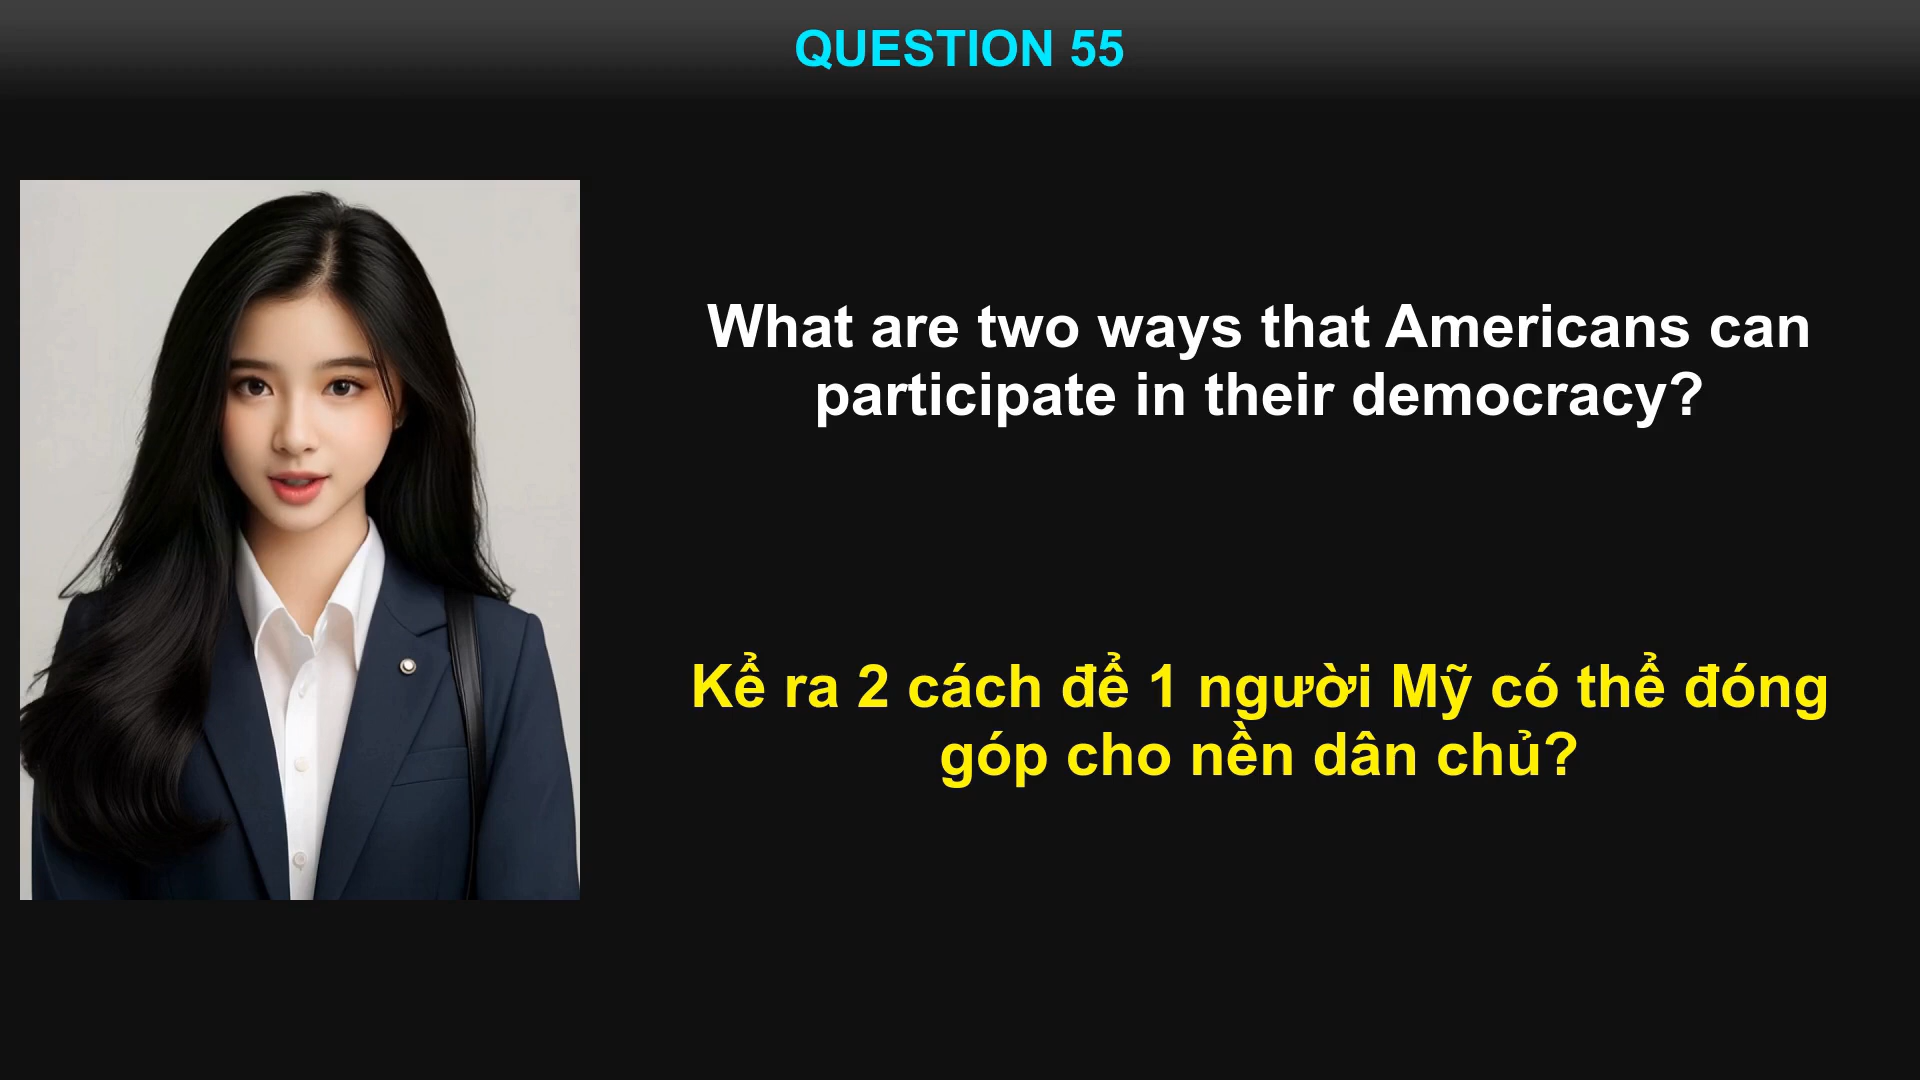 QUESTION 55
What are two ways that Americans can
participate in their democracy?
Kể ra 2 cách để 1 người Mỹ có thể đóng
góp cho nền dân chủ?